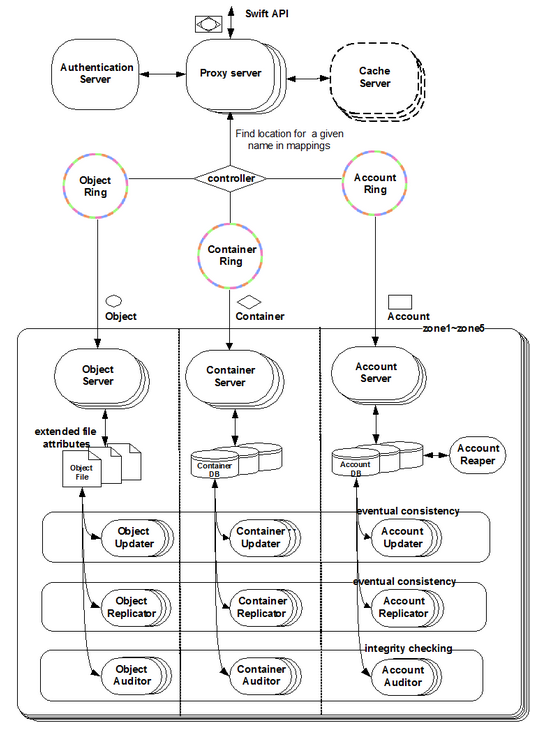 Swift API
Authentication
Server
Proxy server
Cache
Server
Find location for a given
name in mappings
Object
Ring
controller
Account
Ring
Container
Ring
Object
Container
Account
zone1~zone5
Object
Server
Container
Server
Account
Server
extended file
attributes
Object
File
Container
DB
Account
DB
Account
Reaper
eventual consistency
Object
Updater
Container
Updater
Account
Updater
eventual consistency
Object
Replicator
Container
Replicator
Account
Replicator
integrity checking
Object
Auditor
Container
Auditor
Account
Auditor